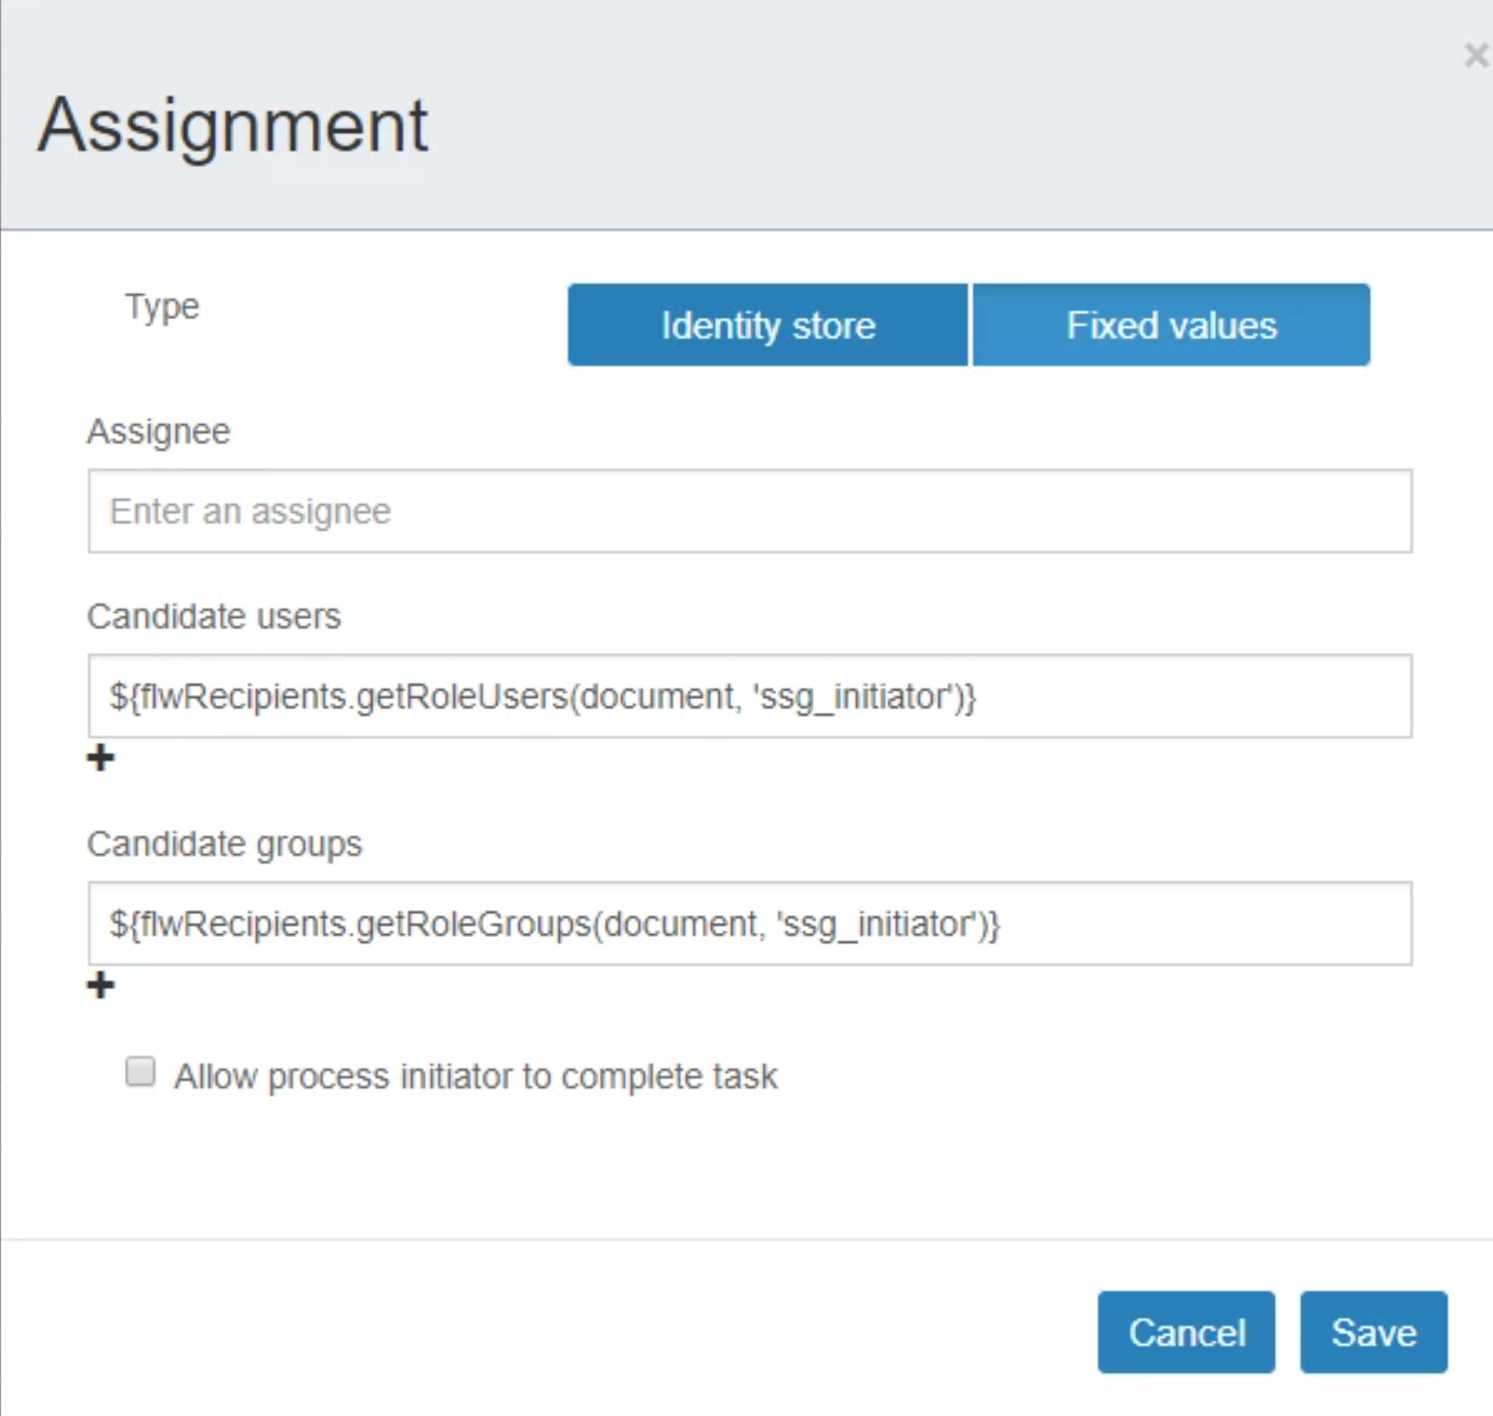 ×
Assignment
Type
Identity store
Fixed values
Assignee
Enter an assignee
Candidate users
${flwRecipients.getRoleUsers(document, 'ssg_initiator')}
Candidate groups
${flwRecipients.getRoleGroups(document, 'ssg_initiator')}
Allow process initiator to complete task
Cancel
Save